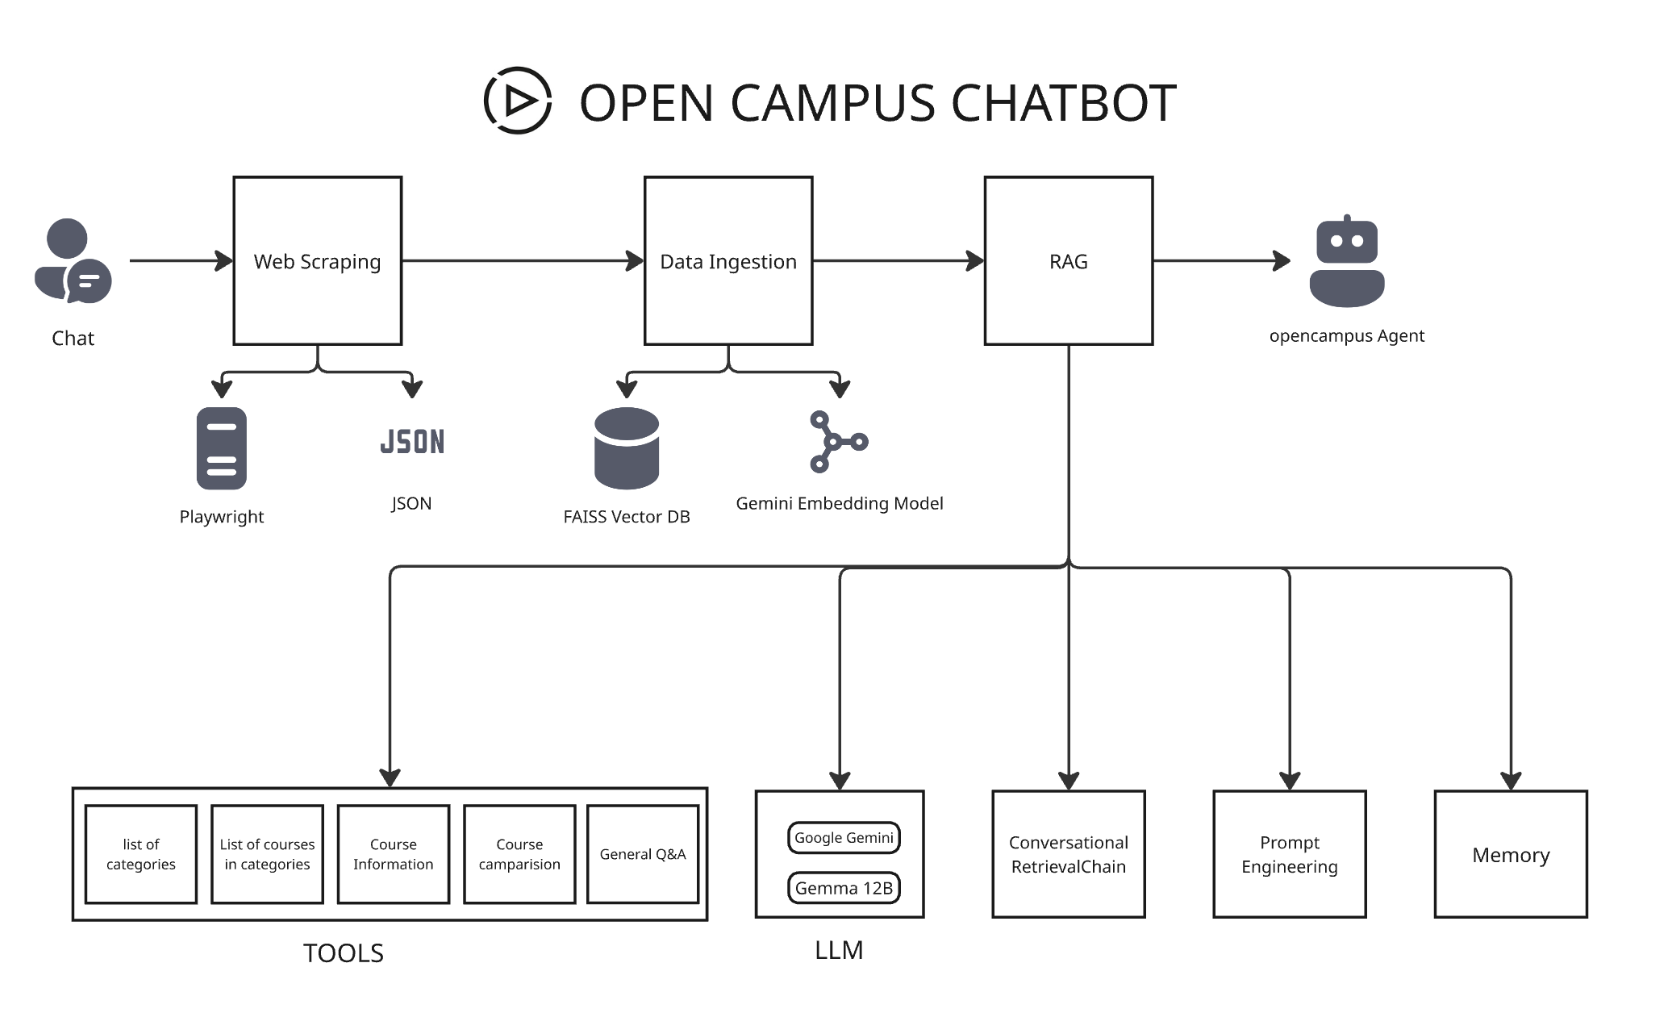 OPEN CAMPUS CHATBOT
Chat
Web Scraping
Data Ingestion
RAG
opencampus Agent
Playwright
JSON
JSON
FAISS Vector DB
Gemini Embedding Model
list of
categories
List of courses
in categories
Course
Information
Course
camparision
General Q&A
TOOLS
Google Gemini
Gemma 12B
LLM
Conversational
RetrievalChain
Prompt
Engineering
Memory